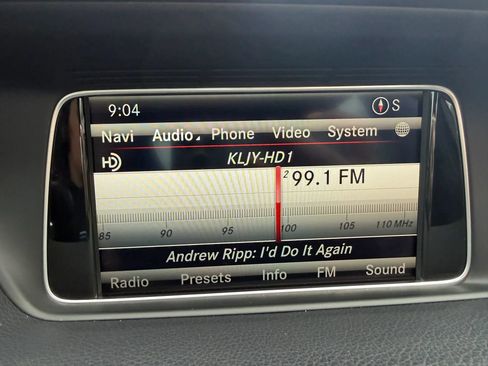 9:04 S
Navi Audio Phone Video System
HD KLJY-HD1
2 99.1 FM
85 90 95 100 105 110 MHz
Andrew Ripp: I'd Do It Again
Radio Presets Info FM Sound